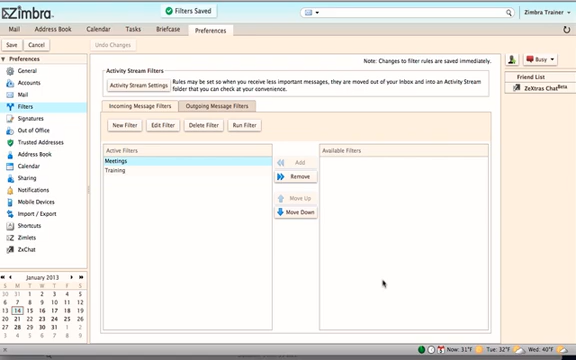 Zimbra
Filters Saved
Zimbra Trainer
Mail Address Book Calendar Tasks Briefcase Preferences
Save Cancel Undo Changes
Preferences
General
Accounts
Mail
Filters
Signatures
Out of Office
Trusted Addresses
Address Book
Calendar
Sharing
Notifications
Mobile Devices
Import / Export
Shortcuts
Zimlets
ZxChat
Note: Changes to filter rules are saved immediately.
Activity Stream Filters
Activity Stream Settings
Rules may be set so when you receive less important messages, they are moved out of your Inbox and into an Activity Stream
folder that you can check at your convenience.
Incoming Message Filters Outgoing Message Filters
New Filter Edit Filter Delete Filter Run Filter
Active Filters
Meetings
Training
Add
Remove
Move Up
Move Down
Available Filters
Busy
Friend List
ZeXtras Chat Beta
January 2013
S M T W T F S
30 31 1 2 3 4 5
6 7 8 9 10 11 12
13 14 15 16 17 18 19
20 21 22 23 24 25 26
27 28 29 30 31 1 2
3 4 5 6 7 8 9
Now: 31°F Tue: 32°F Wed: 40°F